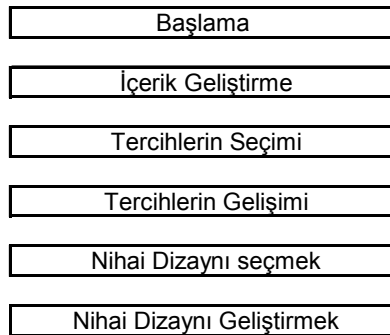 Başlama
İçerik Geliştirme
Tercihlerin Seçimi
Tercihlerin Gelişimi
Nihai Dizaynı seçmek
Nihai Dizaynı Geliştirmek